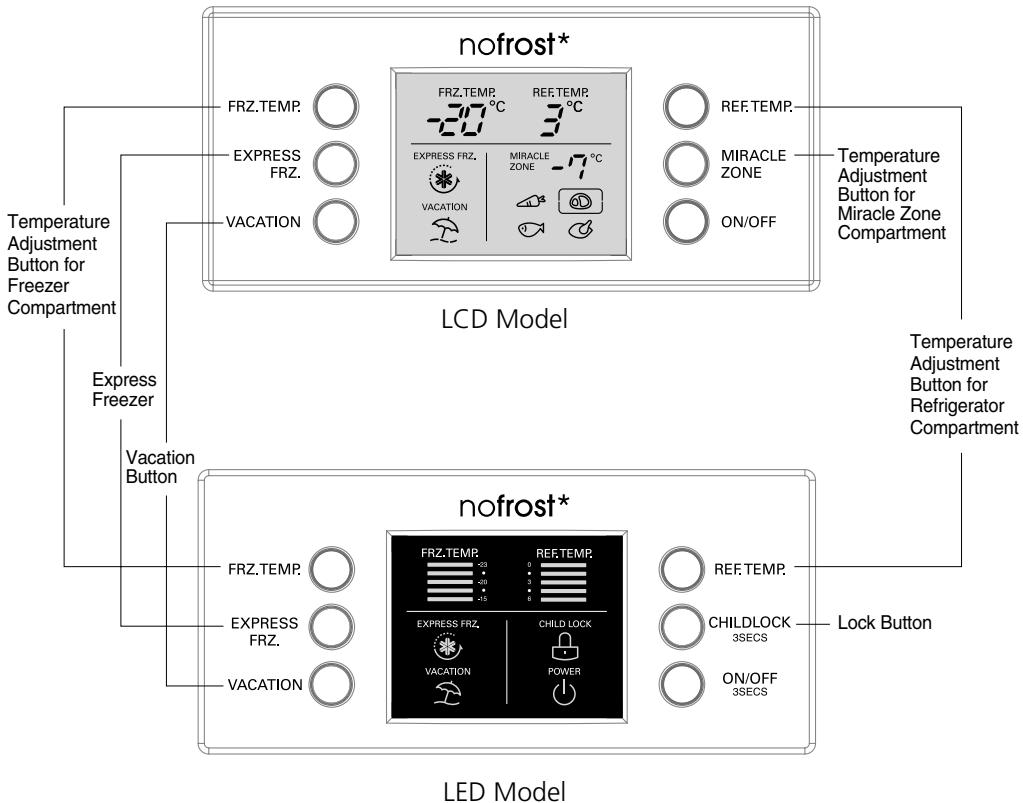 nofrost*
FRZ.TEMP.
EXPRESS
FRZ.
VACATION
FRZ.TEMP.
-20 °C
REF.TEMP.
3 °C
EXPRESS FRZ.
VACATION
MIRACLE
ZONE
-7 °C
REF.TEMP.
MIRACLE
ZONE
ON/OFF
Temperature
Adjustment
Button for
Miracle Zone
Compartment
LCD Model
Temperature
Adjustment
Button for
Freezer
Compartment
Express
Freezer
Vacation
Button
Temperature
Adjustment
Button for
Refrigerator
Compartment
nofrost*
FRZ.TEMP.
EXPRESS
FRZ.
VACATION
FRZ.TEMP.
-23
-20
-15
REF.TEMP.
0
3
6
EXPRESS FRZ.
VACATION
CHILD LOCK
POWER
REF.TEMP.
CHILDLOCK
3SECS
ON/OFF
3SECS
Lock Button
LED Model